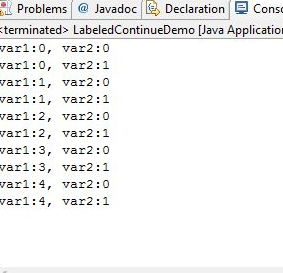 Problems @ Javadoc Declaration
<terminated> LabeledContinueDemo [Java Application
var1:0, var2:0
var1:0, var2:1
var1:1, var2:0
var1:1, var2:1
var1:2, var2:0
var1:2, var2:1
var1:3, var2:0
var1:3, var2:1
var1:4, var2:0
var1:4, var2:1